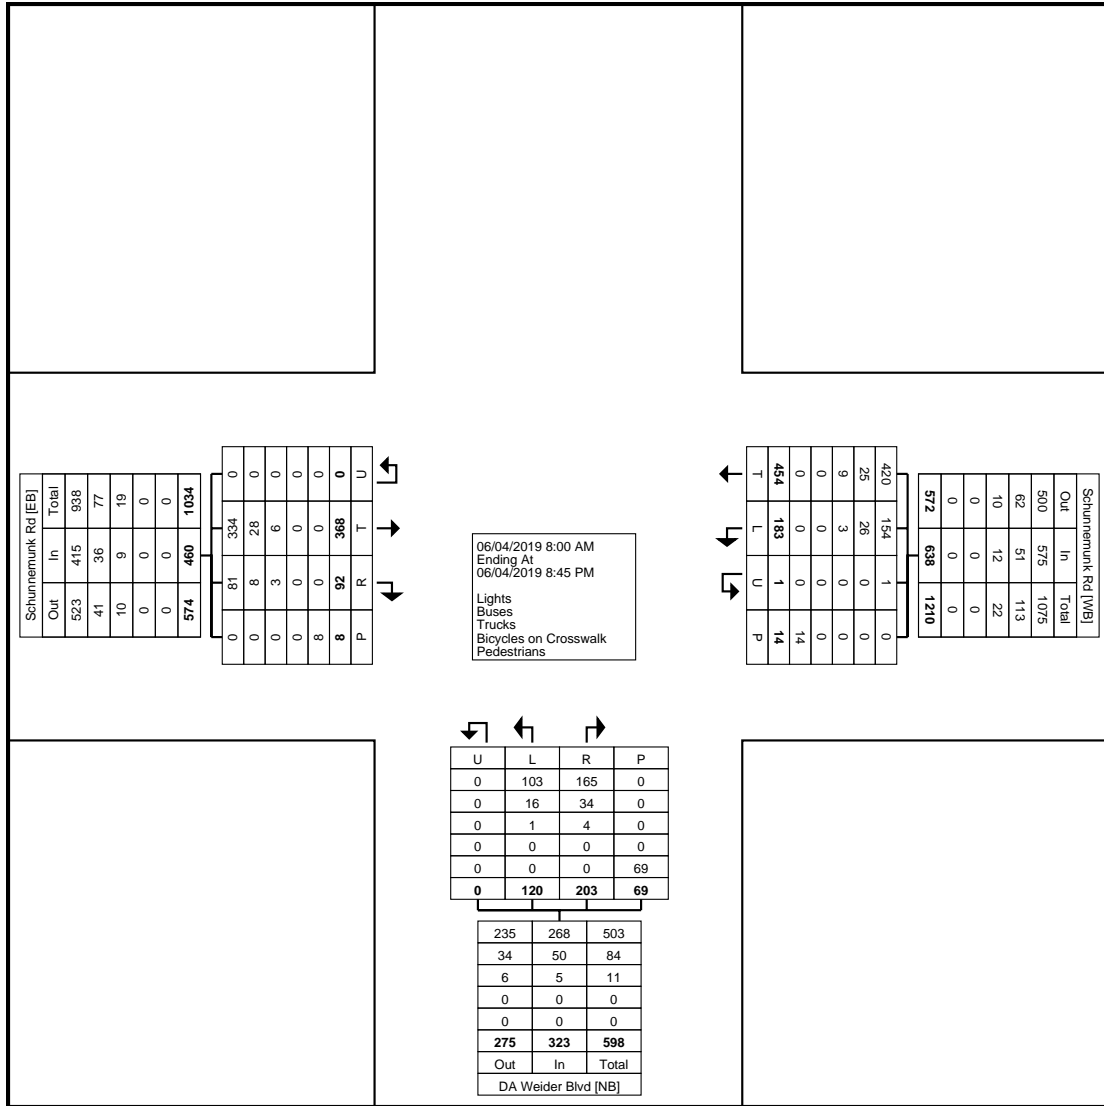 Schunnemunk Rd [EB]
Out In Total
523 415 938
41 36 77
10 9 19
0 0 0
0 0 0
574 460 1034
0 81 334 0
0 8 28 0
0 3 6 0
0 0 0 0
8 0 0 0
8 92 368 0
P R T U
06/04/2019 8:00 AM
Ending At
06/04/2019 8:45 PM
Lights
Buses
Trucks
Bicycles on Crosswalk
Pedestrians
Schunnemunk Rd [WB]
Out In Total
500 575 1075
62 51 113
10 12 22
0 0 0
0 0 0
572 638 1210
420 154 1 0
25 26 0 0
9 3 0 0
0 0 0 0
0 0 0 14
454 183 1 14
T L U P
U L R P
0 103 165 0
0 16 34 0
0 1 4 0
0 0 0 0
0 0 0 69
0 120 203 69
235 268 503
34 50 84
6 5 11
0 0 0
0 0 0
275 323 598
Out In Total
DA Weider Blvd [NB]